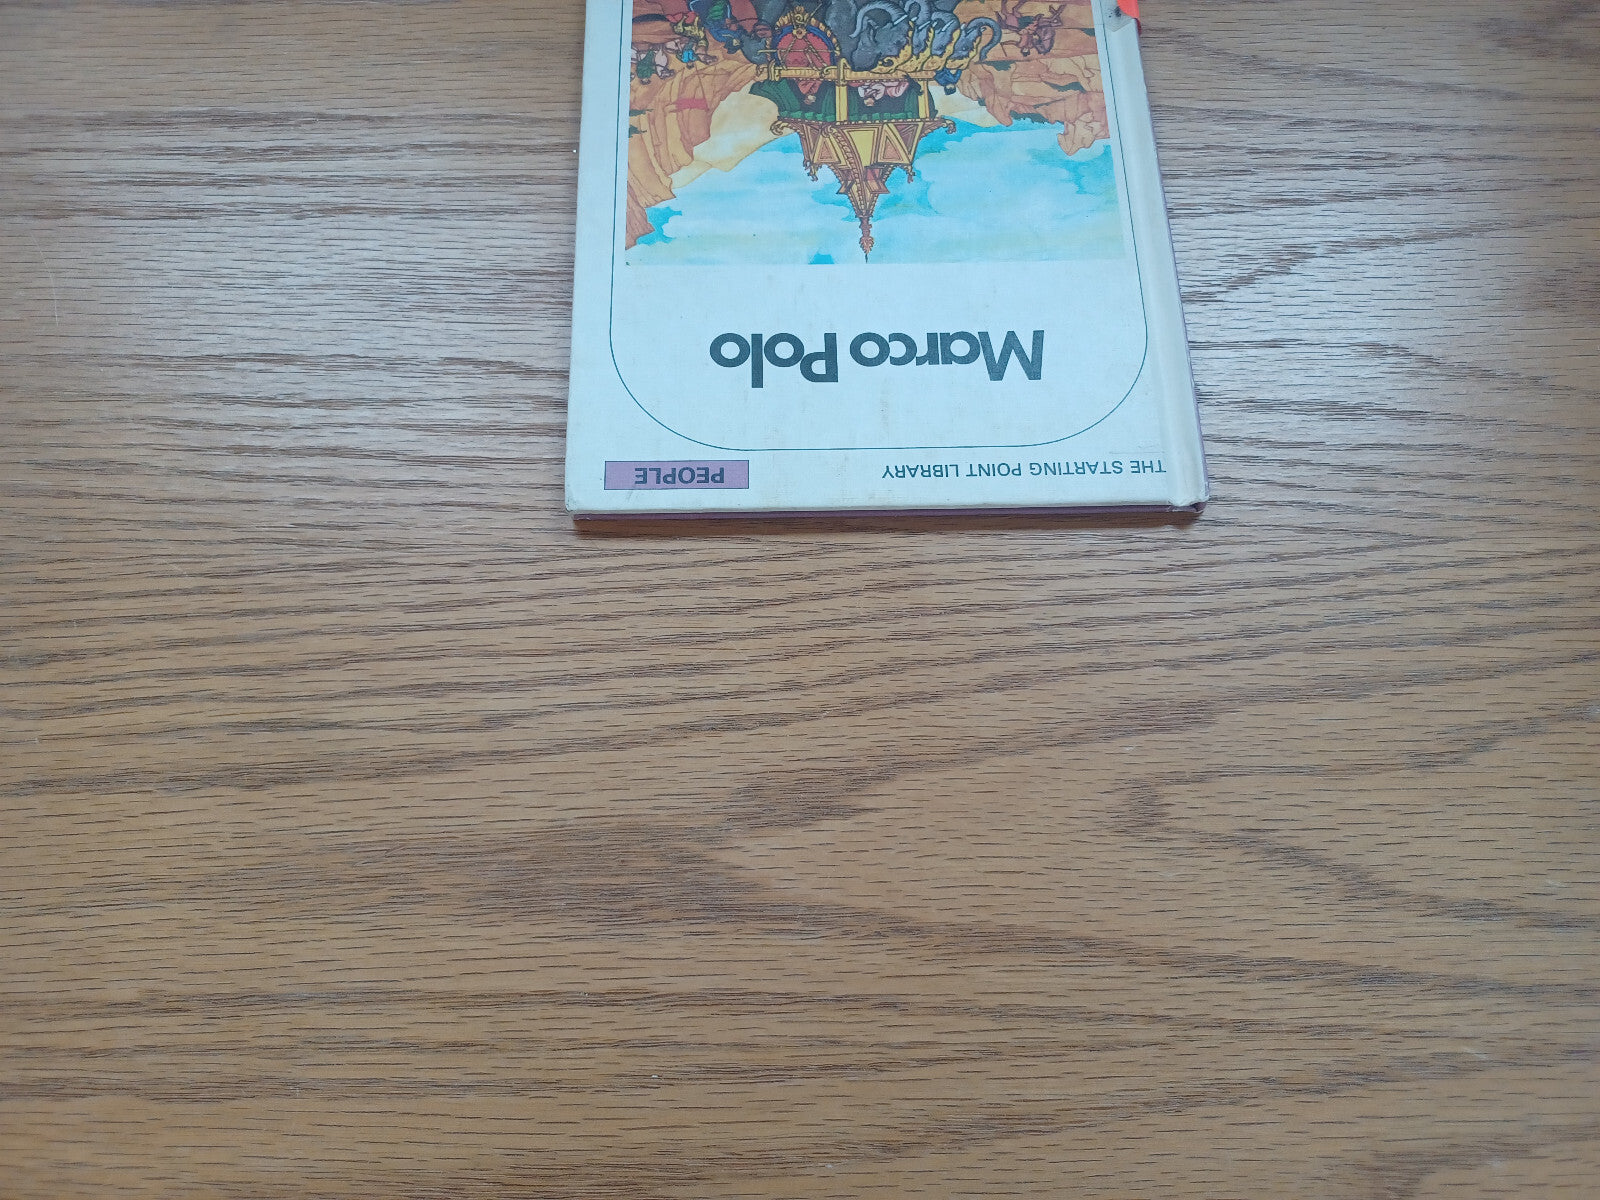 THE STARTING POINT LIBRARY
PEOPLE
Marco Polo